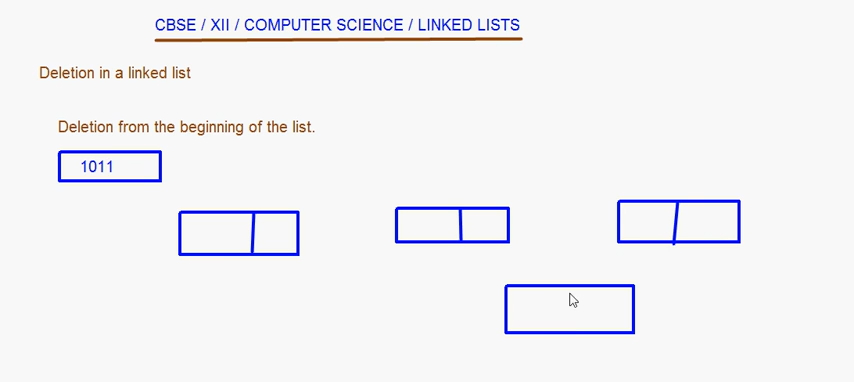 CBSE / XII / COMPUTER SCIENCE / LINKED LISTS
Deletion in a linked list
Deletion from the beginning of the list.
1011